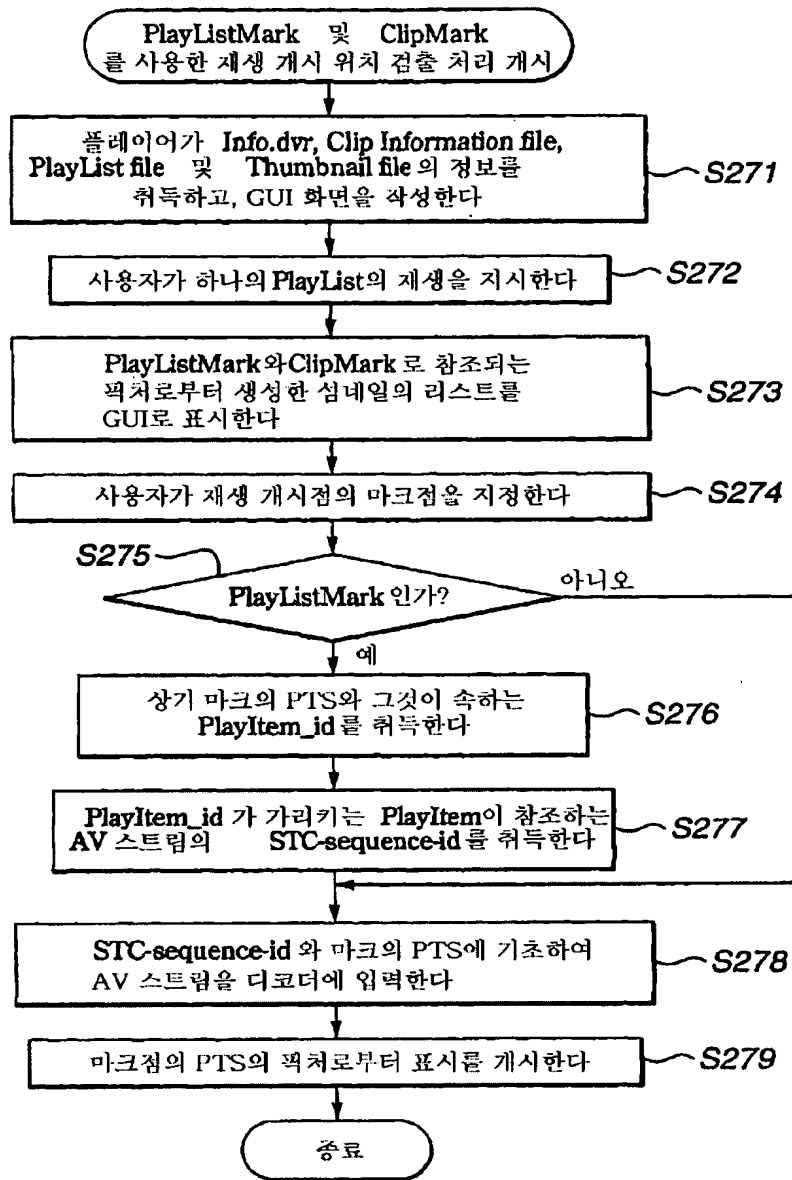 PlayListMark 및 ClipMark
를 사용한 재생 개시 위치 검출 처리 개시
플레이어가 Info.dvr, Clip Information file,
PlayList file 및 Thumbnail file 의 정보를
취득하고, GUI 화면을 작성한다
S271
사용자가 하나의 PlayList의 재생을 지시한다
S272
PlayListMark와ClipMark 로 참조되는
픽처로부터 생성한 섬네일의 리스트를
GUI로 표시한다
S273
사용자가 재생 개시점의 마크점을 지정한다
S274
S275
PlayListMark 인가?
아니오
예
상기 마크의 PTS와 그것이 속하는
PlayItem_id 를 취득한다
S276
PlayItem_id 가 가리키는 PlayItem이 참조하는
AV 스트림의 STC-sequence-id 를 취득한다
S277
STC-sequence-id 와 마크의 PTS에 기초하여
AV 스트림을 디코더에 입력한다
S278
마크점의 PTS의 픽처로부터 표시를 개시한다
S279
종료